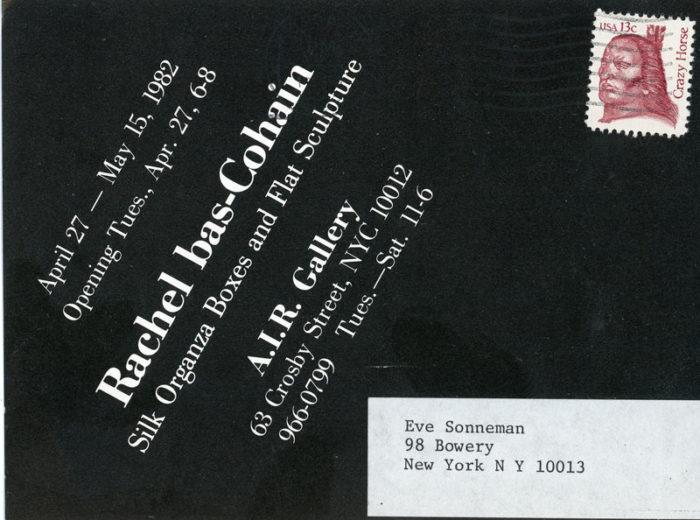 April 27 — May 15, 1982
Opening Tues., Apr. 27, 6-8
Rachel bas-Cohain
Silk Organza Boxes and Flat Sculpture
A.I.R. Gallery
63 Crosby Street, NYC 10012
966-0799 Tues.—Sat. 11-6
USA 13c
Crazy Horse
Eve Sonneman
98 Bowery
New York N Y 10013